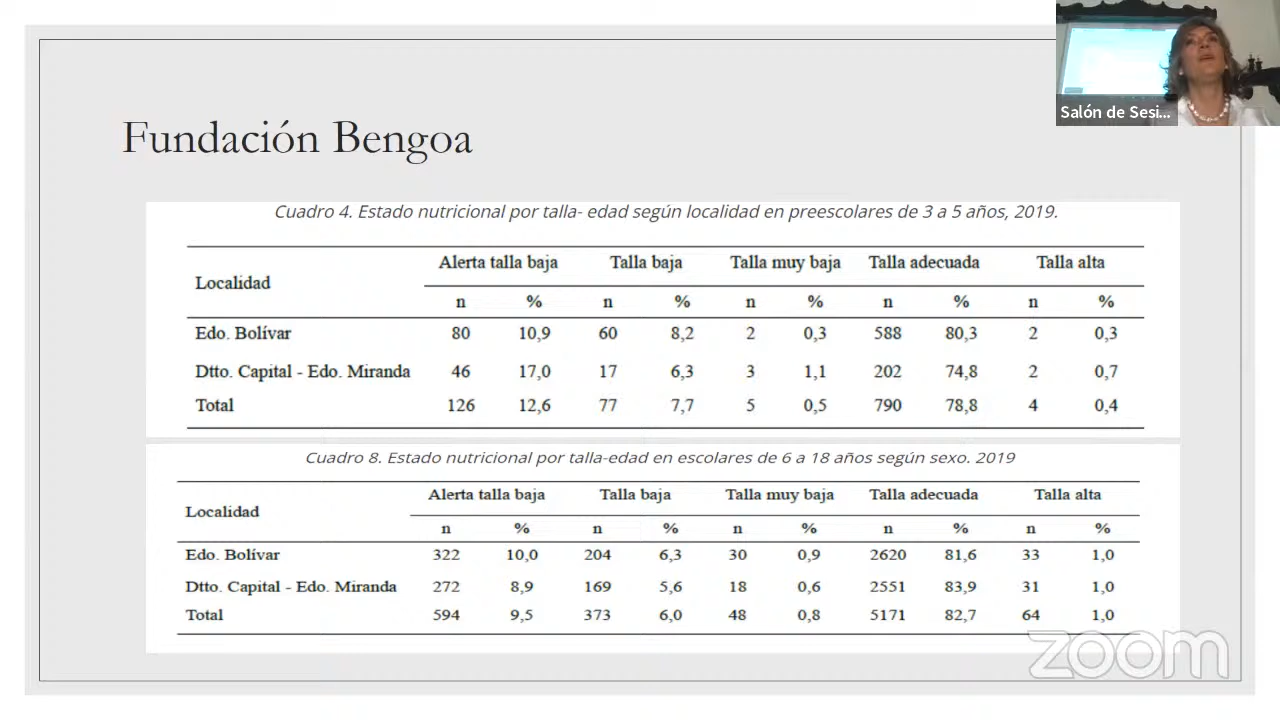 Salón de Sesi...
Fundación Bengoa
Cuadro 4. Estado nutricional por talla- edad según localidad en preescolares de 3 a 5 años, 2019.
Localidad Alerta talla baja Talla baja Talla muy baja Talla adecuada Talla alta
n % n % n % n % n %
Edo. Bolívar 80 10,9 60 8,2 2 0,3 588 80,3 2 0,3
Dtto. Capital - Edo. Miranda 46 17,0 17 6,3 3 1,1 202 74,8 2 0,7
Total 126 12,6 77 7,7 5 0,5 790 78,8 4 0,4
Cuadro 8. Estado nutricional por talla-edad en escolares de 6 a 18 años según sexo. 2019
Localidad Alerta talla baja Talla baja Talla muy baja Talla adecuada Talla alta
n % n % n % n % n %
Edo. Bolívar 322 10,0 204 6,3 30 0,9 2620 81,6 33 1,0
Dtto. Capital - Edo. Miranda 272 8,9 169 5,6 18 0,6 2551 83,9 31 1,0
Total 594 9,5 373 6,0 48 0,8 5171 82,7 64 1,0
zoom